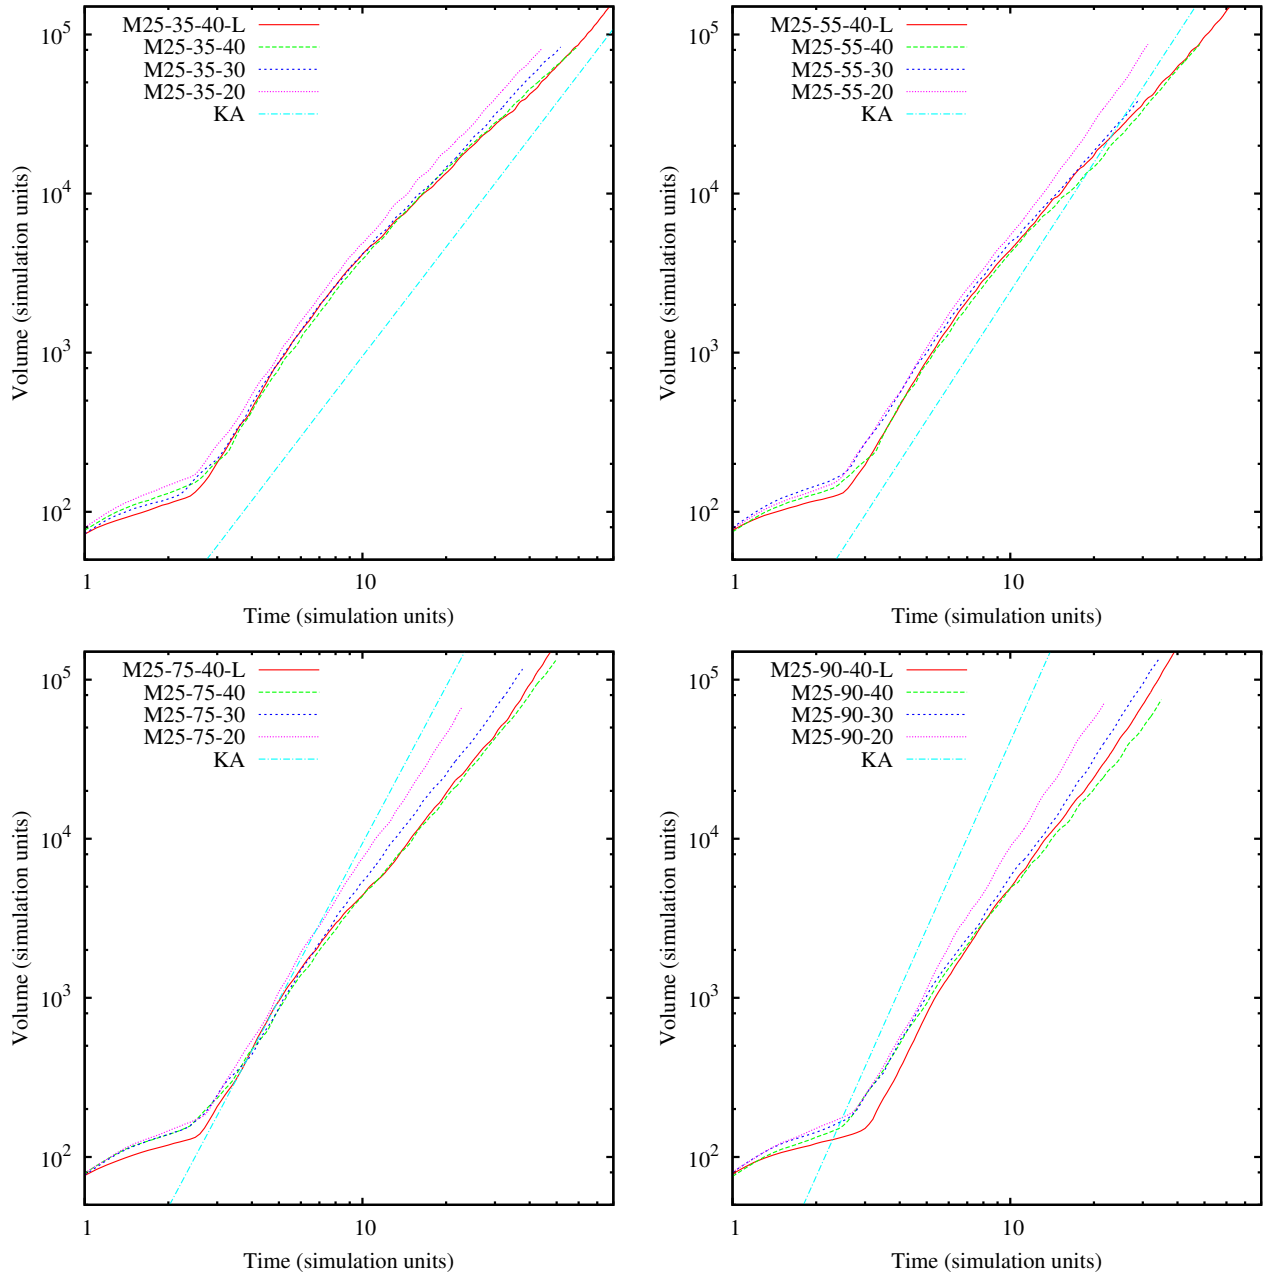 M25-35-40-L
M25-35-40
M25-35-30
M25-35-20
KA
10^5
10^4
10^3
10^2
1
10
Volume (simulation units)
Time (simulation units)
M25-55-40-L
M25-55-40
M25-55-30
M25-55-20
KA
10^5
10^4
10^3
10^2
1
10
Volume (simulation units)
Time (simulation units)
M25-75-40-L
M25-75-40
M25-75-30
M25-75-20
KA
10^5
10^4
10^3
10^2
1
10
Volume (simulation units)
Time (simulation units)
M25-90-40-L
M25-90-40
M25-90-30
M25-90-20
KA
10^5
10^4
10^3
10^2
1
10
Volume (simulation units)
Time (simulation units)